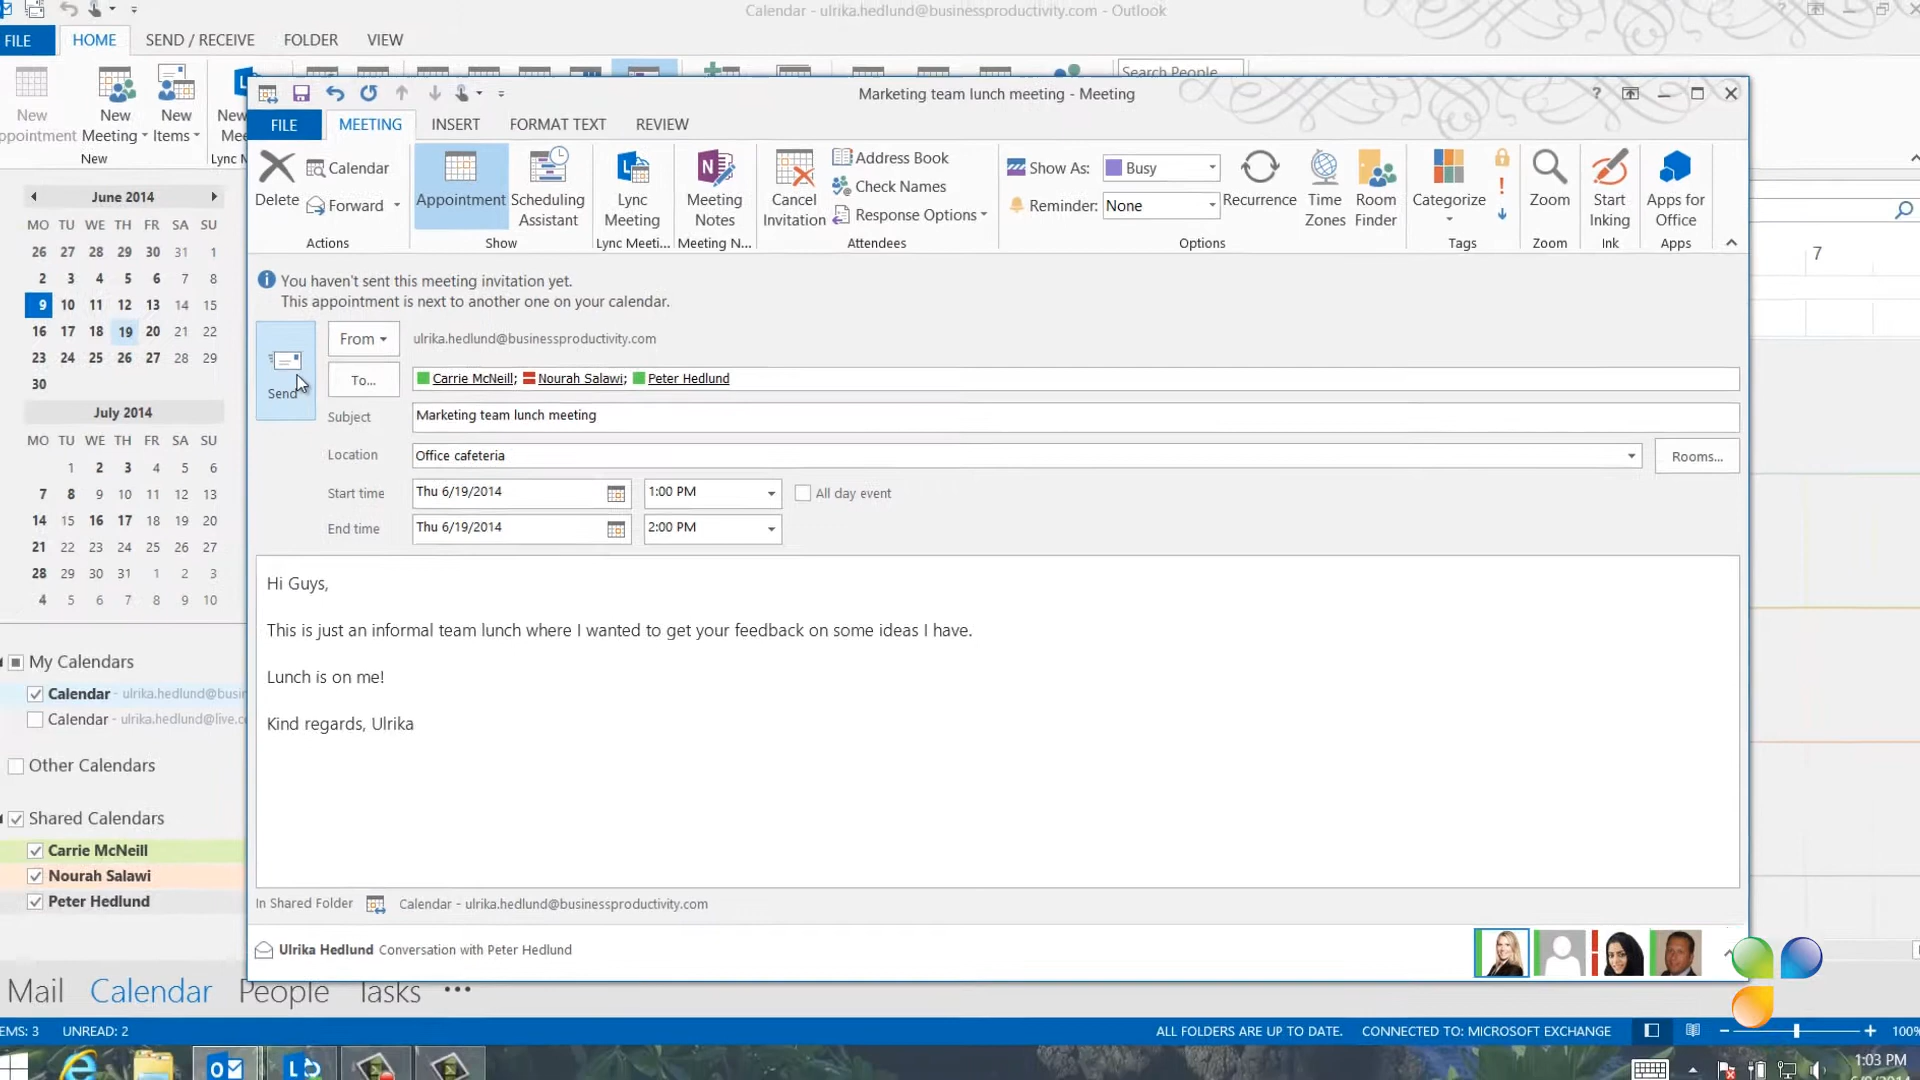 Calendar - ulrika.hedlund@businessproductivity.com - Outlook
FILE HOME SEND / RECEIVE FOLDER VIEW
Search People
New Appointment
New Meeting
New Items
New
New
Lync M
Marketing team lunch meeting - Meeting
FILE MEETING INSERT FORMAT TEXT REVIEW
Delete
Calendar
Forward
Actions
Appointment
Scheduling Assistant
Show
Lync Meeting
Lync Meeti...
Meeting Notes
Meeting N...
Cancel Invitation
Address Book
Check Names
Response Options
Attendees
Show As: Busy
Reminder: None
Recurrence
Time Zones
Room Finder
Options
Categorize
Tags
Zoom
Zoom
Start Inking
Ink
Apps for Office
Apps
7
June 2014
MO TU WE TH FR SA SU
26 27 28 29 30 31 1
2 3 4 5 6 7 8
9 10 11 12 13 14 15
16 17 18 19 20 21 22
23 24 25 26 27 28 29
30
July 2014
MO TU WE TH FR SA SU
1 2 3 4 5 6
7 8 9 10 11 12 13
14 15 16 17 18 19 20
21 22 23 24 25 26 27
28 29 30 31 1 2 3
4 5 6 7 8 9 10
My Calendars
Calendar - ulrika.hedlund@busin
Calendar - ulrika.hedlund@live.c
Other Calendars
Shared Calendars
Carrie McNeill
Nourah Salawi
Peter Hedlund
You haven't sent this meeting invitation yet.
This appointment is next to another one on your calendar.
Send
From ulrika.hedlund@businessproductivity.com
To... Carrie McNeill; Nourah Salawi; Peter Hedlund
Subject Marketing team lunch meeting
Location Office cafeteria Rooms...
Start time Thu 6/19/2014 1:00 PM All day event
End time Thu 6/19/2014 2:00 PM
Hi Guys,
This is just an informal team lunch where I wanted to get your feedback on some ideas I have.
Lunch is on me!
Kind regards, Ulrika
In Shared Folder Calendar - ulrika.hedlund@businessproductivity.com
Ulrika Hedlund Conversation with Peter Hedlund
Mail Calendar People Tasks •••
EMS: 3 UNREAD: 2 ALL FOLDERS ARE UP TO DATE. CONNECTED TO: MICROSOFT EXCHANGE 100%
1:03 PM